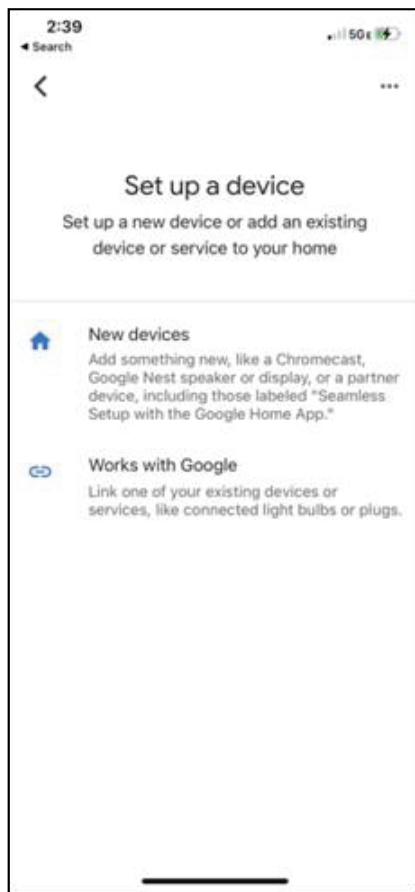 2:39
5GE
◄ Search
Set up a device
Set up a new device or add an existing
device or service to your home
New devices
Add something new, like a Chromecast,
Google Nest speaker or display, or a partner
device, including those labeled "Seamless
Setup with the Google Home App."
Works with Google
Link one of your existing devices or
services, like connected light bulbs or plugs.